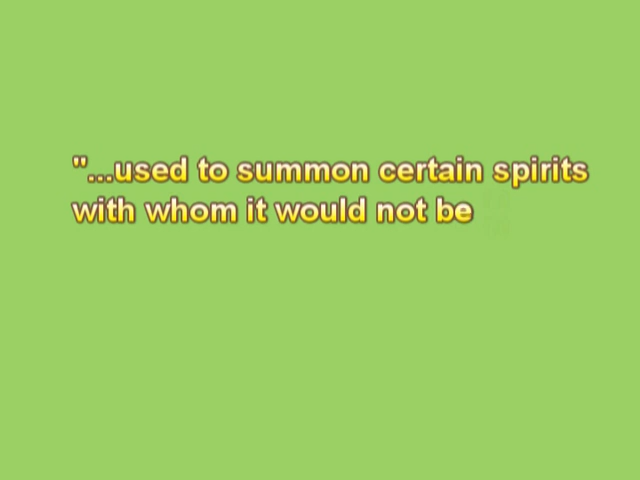 "...used to summon certain spirits
with whom it would not be